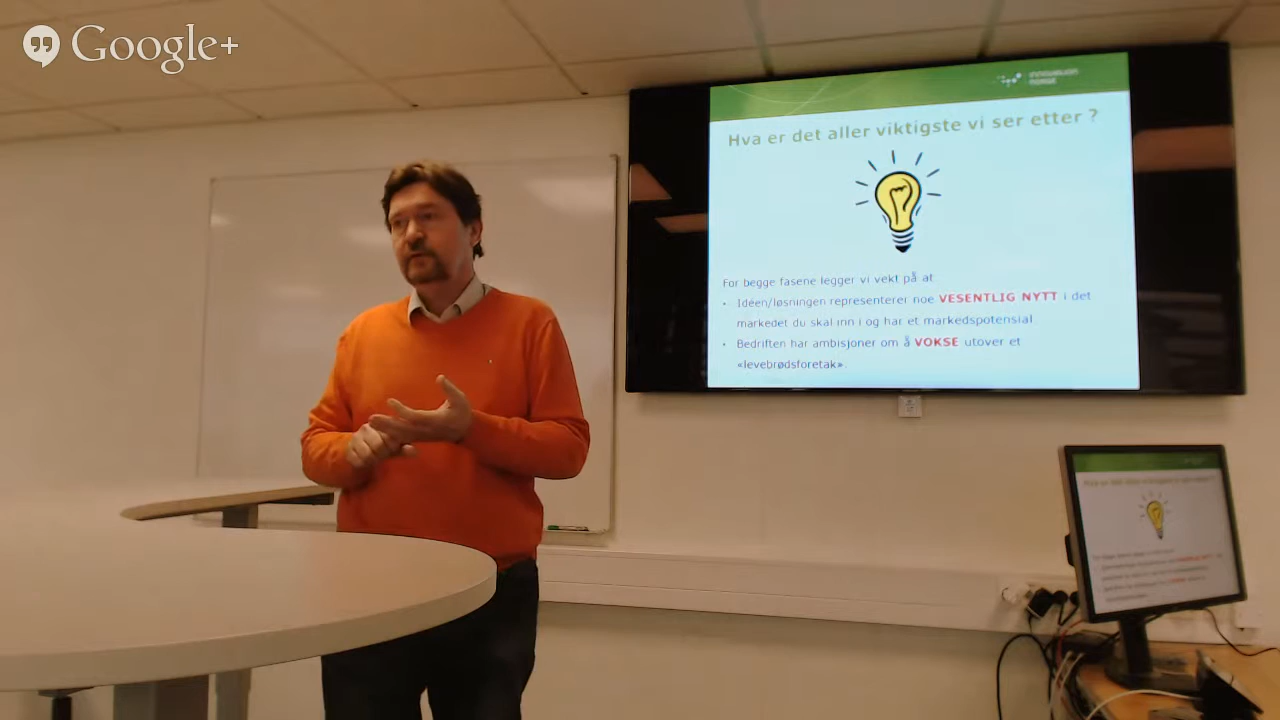 Google+
INNOVASJON
NORGE
Hva er det aller viktigste vi ser etter ?
For begge fasene legger vi vekt på at
• Idéen/løsningen representerer noe VESENTLIG NYTT i det
markedet du skal inn i og har et markedspotensial
• Bedriften har ambisjoner om å VOKSE utover et
«levebrødsforetak».